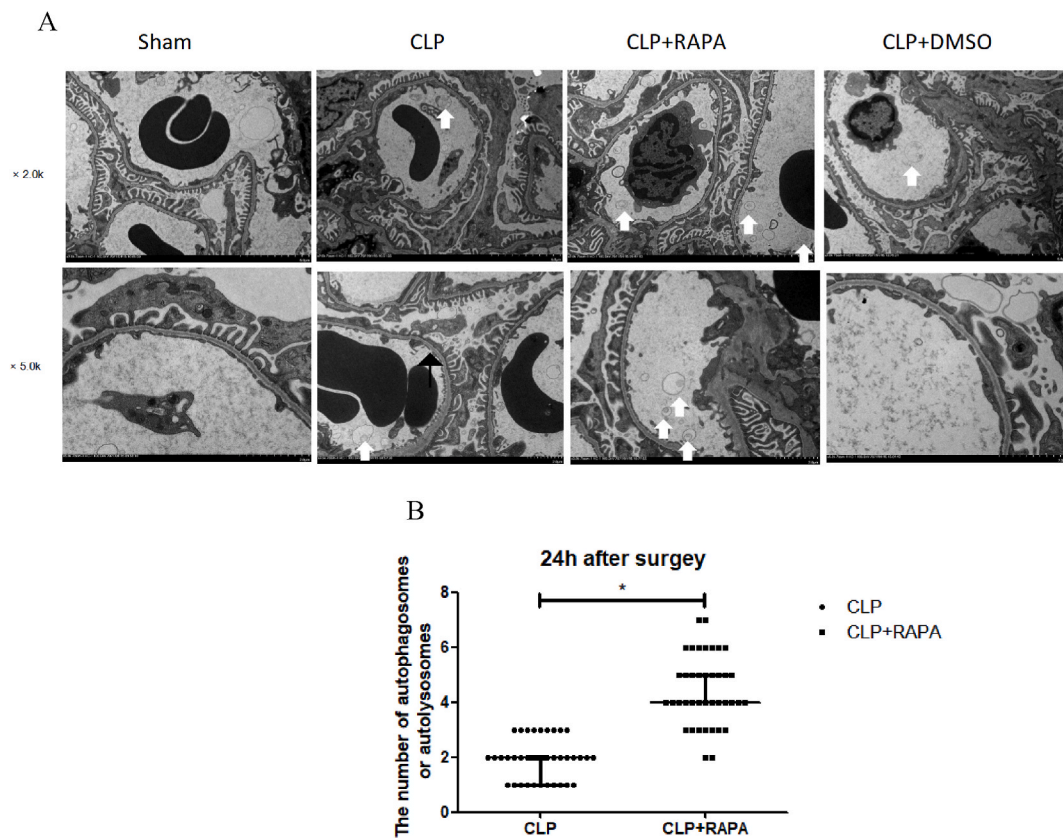 A
Sham CLP CLP+RAPA CLP+DMSO
× 2.0k
× 5.0k
B
24h after surgey
*
The number of autophagosomes
or autolysosomes
8
6
4
2
0
CLP
CLP+RAPA
CLP CLP+RAPA